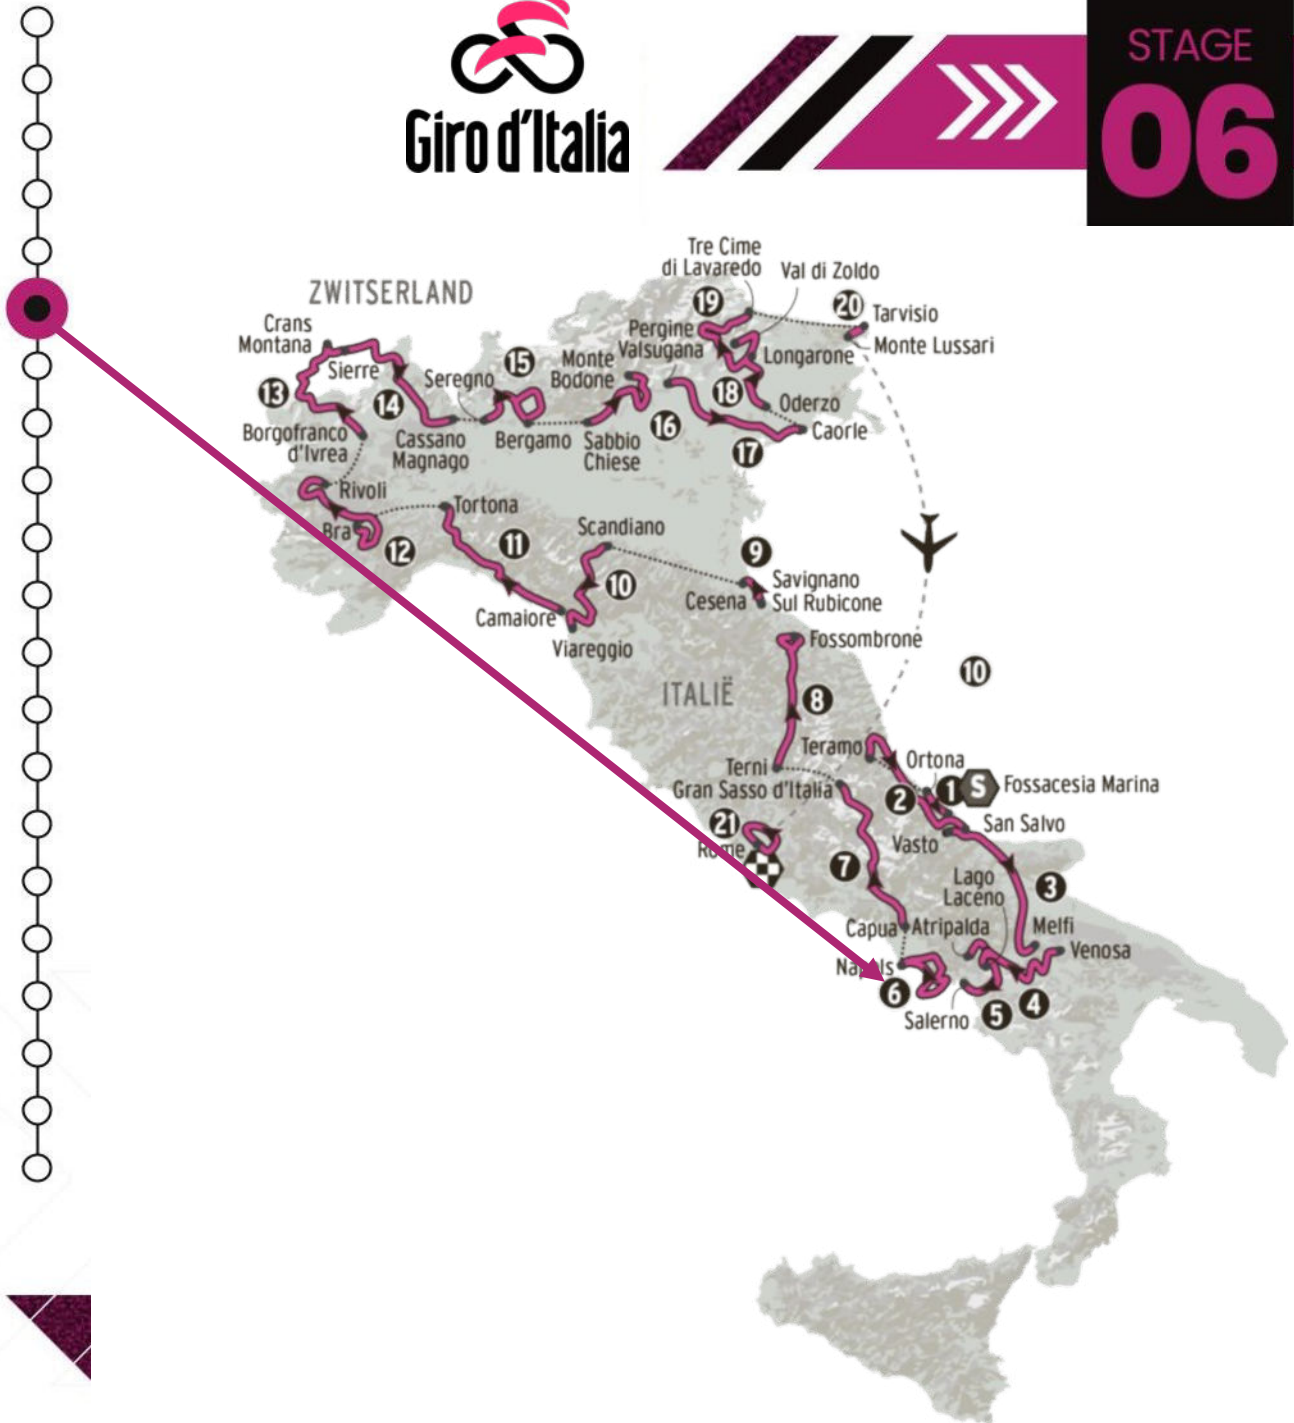 Giro d'Italia
STAGE
06
Tre Cime
di Lavaredo
Val di Zoldo
ZWITSERLAND
19
20
Tarvisio
Crans
Montana
Pergine
Valsugana
Monte Lussari
Longarone
Sierre
15
Monte
Bodone
Seregno
13
14
18
Oderzo
16
Caorle
Borgofranco
d'Ivrea
Cassano
Magnago
Bergamo
Sabbio
Chiese
17
Rivoli
Tortona
Bra
12
11
Scandiano
9
10
Savignano
Sul Rubicone
Cesena
Camaiore
Viareggio
Fossombrone
10
ITALIË
8
Teramo
Ortona
Terni
Gran Sasso d'Italia
1
S
Fossacesia Marina
2
21
San Salvo
Vasto
Rome
7
Lago
Laceno
3
Capua
Atripalda
Melfi
Venosa
6
Salerno
5
4